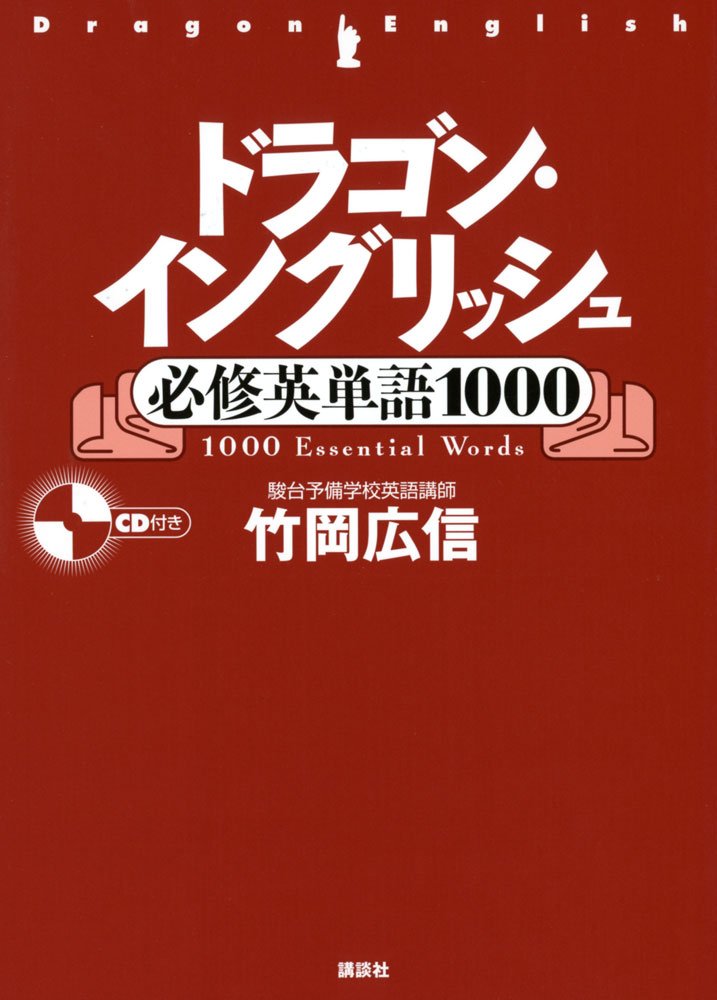 Dragon English
ドラゴン・
イングリッシュ
必修英単語1000
1000 Essential Words
駿台予備学校英語講師
CD付き
竹岡広信
講談社